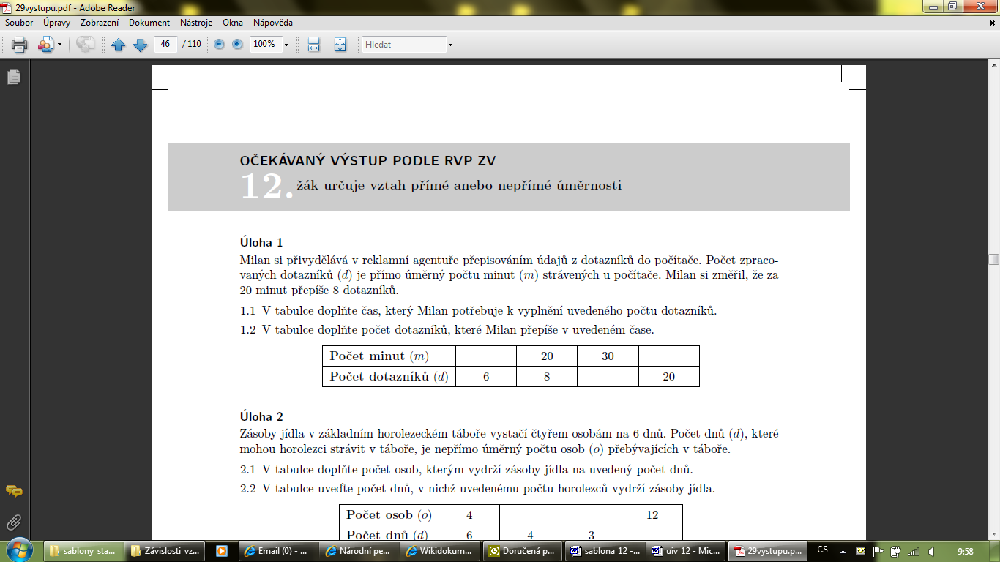 29vystupu.pdf - Adobe Reader
Soubor Úpravy Zobrazení Dokument Nástroje Okna Nápověda
46 / 110 100% Hledat
OČEKÁVANÝ VÝSTUP PODLE RVP ZV
12. žák určuje vztah přímé anebo nepřímé úměrnosti
Úloha 1
Milan si přivydělává v reklamní agentuře přepisováním údajů z dotazníků do počítače. Počet zpraco-
vaných dotazníků (d) je přímo úměrný počtu minut (m) strávených u počítače. Milan si změřil, že za
20 minut přepíše 8 dotazníků.
1.1 V tabulce doplňte čas, který Milan potřebuje k vyplnění uvedeného počtu dotazníků.
1.2 V tabulce doplňte počet dotazníků, které Milan přepíše v uvedeném čase.
Počet minut (m) 20 30
Počet dotazníků (d) 6 8 20
Úloha 2
Zásoby jídla v základním horolezeckém táboře vystačí čtyřem osobám na 6 dnů. Počet dnů (d), které
mohou horolezci strávit v táboře, je nepřímo úměrný počtu osob (o) přebývajících v táboře.
2.1 V tabulce doplňte počet osob, kterým vydrží zásoby jídla na uvedený počet dnů.
2.2 V tabulce uveďte počet dnů, v nichž uvedenému počtu horolezců vydrží zásoby jídla.
Počet osob (o) 4 12
Počet dnů (d) 6 4 3
sablony_sta... Závislosti_vz... Email (0) - ... Národní pe... Wikidokum... Doručená p... sablona_12 -... uiv_12 - Mic... 29vystupu.p... CS 9:58